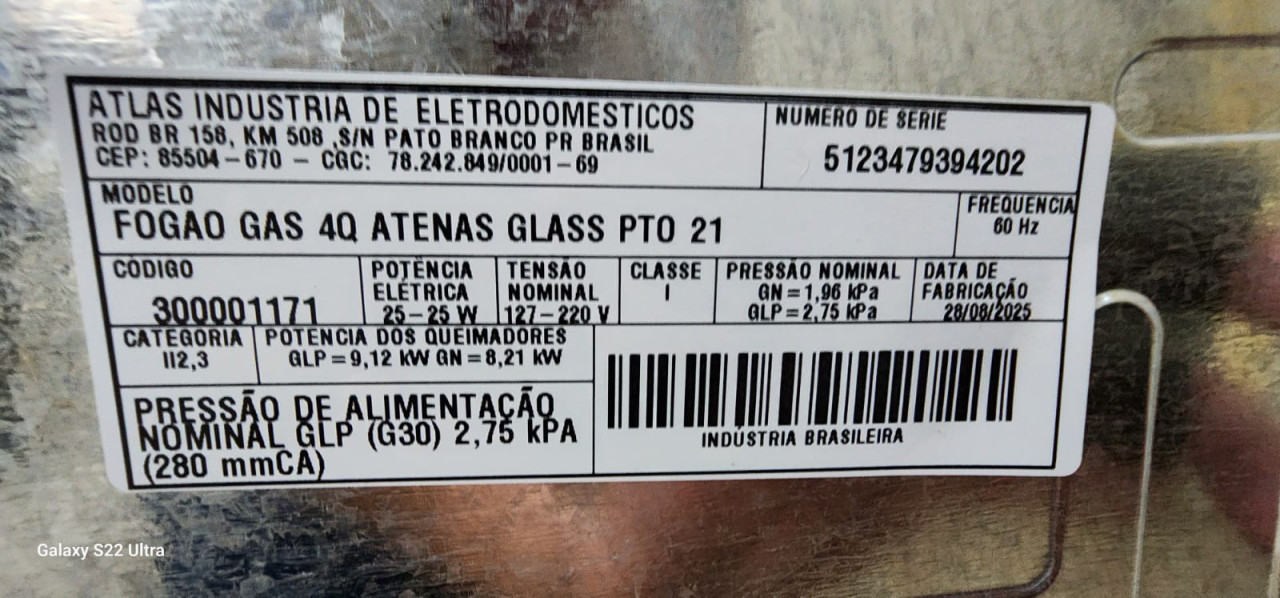 ATLAS INDUSTRIA DE ELETRODOMESTICOS
ROD BR 158, KM 508 ,S/N PATO BRANCO PR BRASIL
CEP: 85504-670 - CGC: 78.242.849/0001-69
NUMERO DE SERIE
5123479394202
MODELO
FOGAO GAS 4Q ATENAS GLASS PTO 21
FREQUENCIA
60 Hz
CÓDIGO
300001171
POTÊNCIA
ELÉTRICA
25-25 W
TENSÃO
NOMINAL
127-220 V
CLASSE
I
PRESSÃO NOMINAL
GN=1,96 kPa
GLP=2,75 kPa
DATA DE
FABRICAÇÃO
28/08/2025
CATEGORIA
II2,3
POTENCIA DOS QUEIMADORES
GLP=9,12 kW GN=8,21 kW
PRESSÃO DE ALIMENTAÇÃO
NOMINAL GLP (G30) 2,75 kPA
(280 mmCA)
INDÚSTRIA BRASILEIRA
Galaxy S22 Ultra